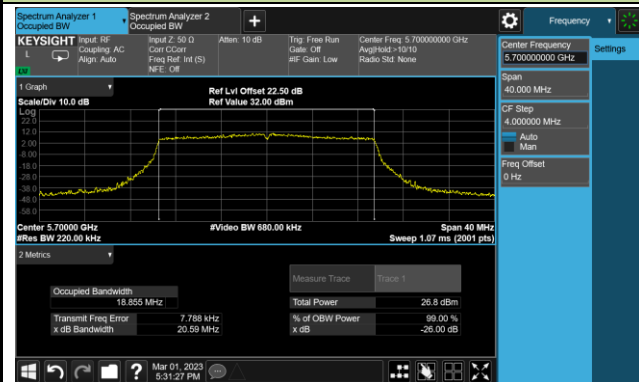 Spectrum Analyzer 1
Occupied BW
Spectrum Analyzer 2
Occupied BW
Frequency
KEYSIGHT
L
Input: RF
Coupling: AC
Align: Auto
Input Z: 50 Ω
Corr CCorr
Freq Ref: Int (S)
NFE: Off
Atten: 10 dB
Trig: Free Run
Gate: Off
#IF Gain: Low
Center Freq: 5.700000000 GHz
Avg|Hold:>10/10
Radio Std: None
Center Frequency
5.700000000 GHz
Settings
Span
40.000 MHz
CF Step
4.000000 MHz
Auto
Man
Freq Offset
0 Hz
1 Graph
Scale/Div 10.0 dB
Ref Lvl Offset 22.50 dB
Ref Value 32.00 dBm
Log
22.0
12.0
2.00
-8.00
-18.0
-28.0
-38.0
-48.0
-58.0
Center 5.70000 GHz
#Res BW 220.00 kHz
#Video BW 680.00 kHz
Span 40 MHz
Sweep 1.07 ms (2001 pts)
2 Metrics
Measure Trace
Trace 1
Occupied Bandwidth
18.855 MHz
Total Power
26.8 dBm
Transmit Freq Error
7.788 kHz
% of OBW Power
99.00 %
x dB Bandwidth
20.59 MHz
x dB
-26.00 dB
?
Mar 01, 2023
5:31:27 PM